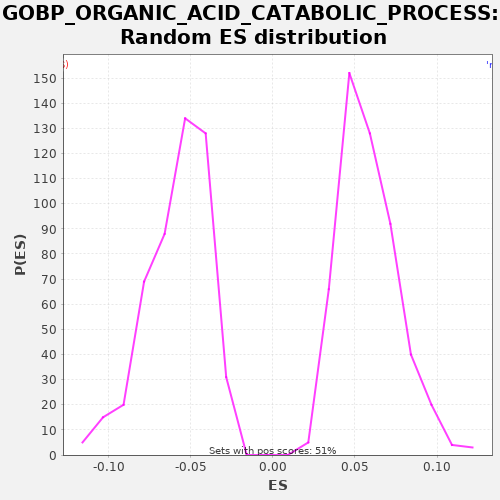 GOBP_ORGANIC_ACID_CATABOLIC_PROCESS:
Random ES distribution
150
140
130
120
110
100
90
80
70
60
50
40
30
20
10
0
P(ES)
Sets with pos scores: 51%
-0.10 -0.05 0.00 0.05 0.10
ES